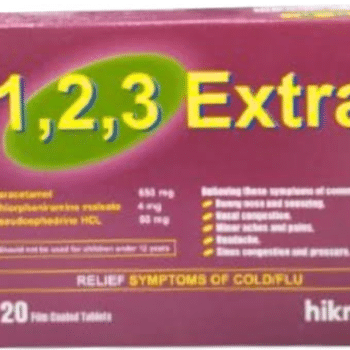 1,2,3 Extra
aracetamol 650 mg
hlorpheniramine maleate 4 mg
seudoephedrine HCL 60 mg
Should not be used for children under 12 years
Relieving these symptoms of comm
Runny nose and sneezing.
Nasal congestion.
Minor aches and pains.
Headache.
Sinus congestion and pressure.
RELIEF SYMPTOMS OF COLD/FLU
20 Film Coated Tablets
hikm